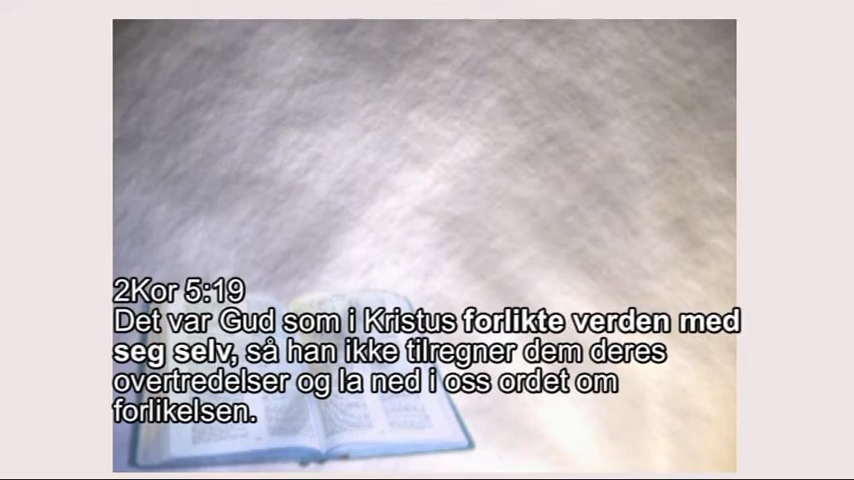 2Kor 5:19
Det var Gud som i Kristus forlikte verden med
seg selv, så han ikke tilregner dem deres
overtredelser og la ned i oss ordet om
forlikelsen.